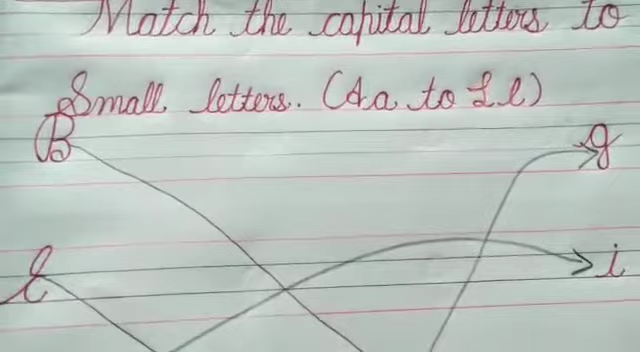 Match the capital letters to
Small letters. (Aa to Ll)
B g
i